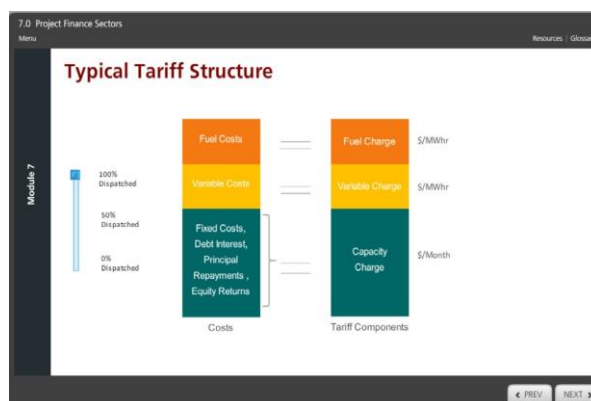 7.0 Project Finance Sectors
Menu
Resources | Glossar
Typical Tariff Structure
Module 7
100%
Dispatched
50%
Dispatched
0%
Dispatched
Fuel Costs
Variable Costs
Fixed Costs,
Debt Interest,
Principal
Repayments ,
Equity Returns
Costs
Fuel Charge
Variable Charge
Capacity
Charge
Tariff Components
$/MWhr
$/MWhr
$/Month
PREV
NEXT